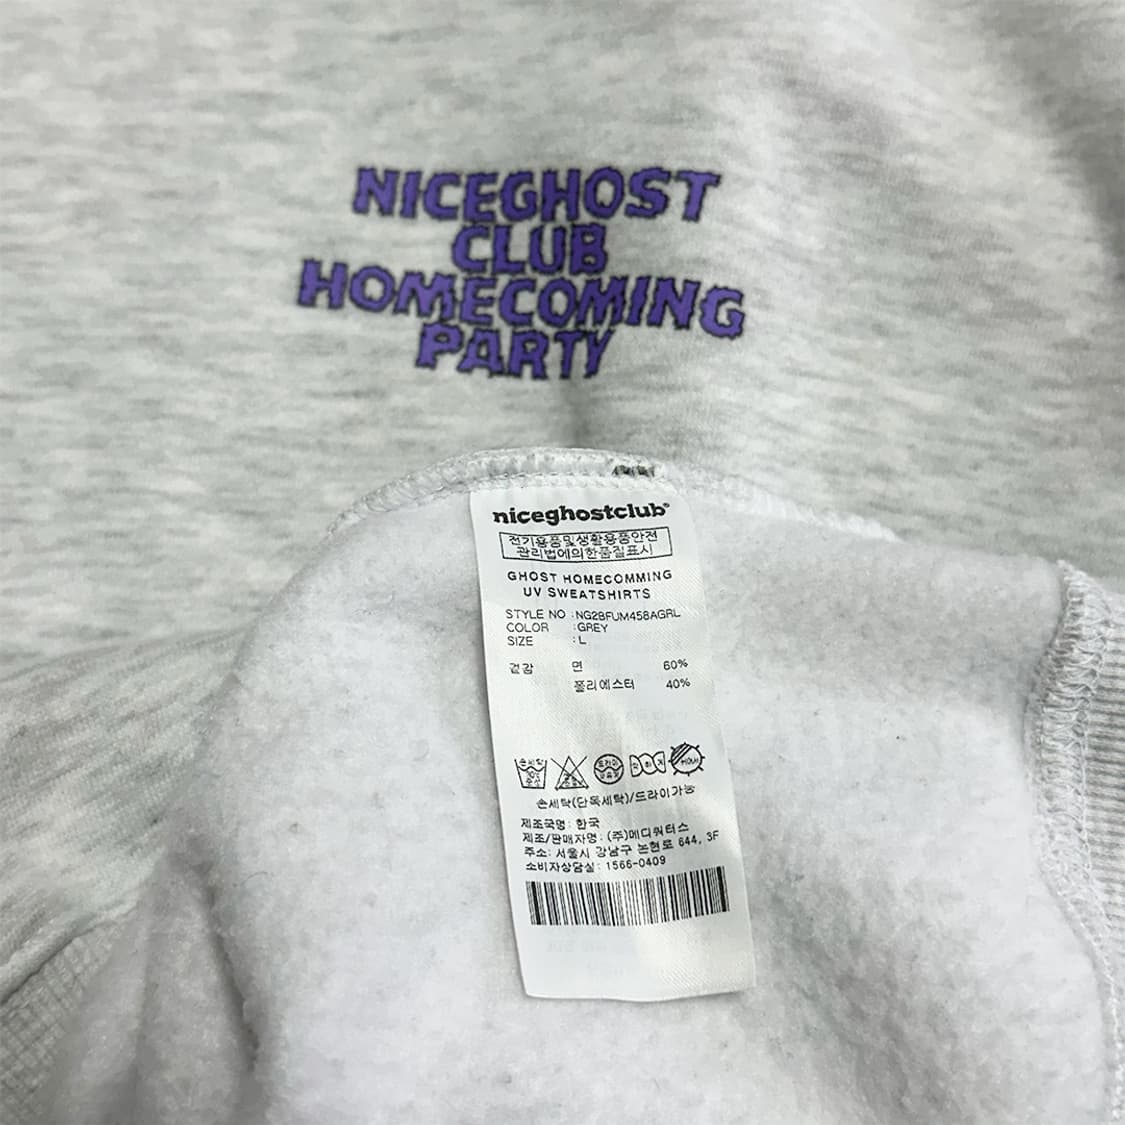 NICEGHOST
CLUB
HOMECOMING
PARTY
niceghostclub®
전기용품및생활용품안전
관리법에의한품질표시
GHOST HOMECOMMING
UV SWEATSHIRTS
STYLE NO :NG2BFUM458AGRL
COLOR :GREY
SIZE :L
겉감 면 60%
폴리에스터 40%
손세탁(단독세탁)/드라이가능
제조국명: 한국
제조/판매자명: (주)메디쿼터스
주소: 서울시 강남구 논현로 644, 3F
소비자상담실: 1566-0409